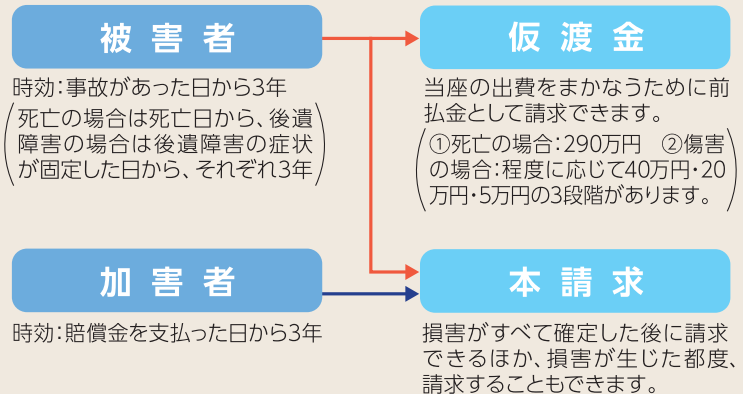 被害者
時効：事故があった日から3年
（死亡の場合は死亡日から、後遺
障害の場合は後遺障害の症状
が固定した日から、それぞれ3年）
仮渡金
当座の出費をまかなうために前
払金として請求できます。
（①死亡の場合：290万円　②傷害
の場合：程度に応じて40万円・20
万円・5万円の3段階があります。）
加害者
時効：賠償金を支払った日から3年
本請求
損害がすべて確定した後に請求
できるほか、損害が生じた都度、
請求することもできます。